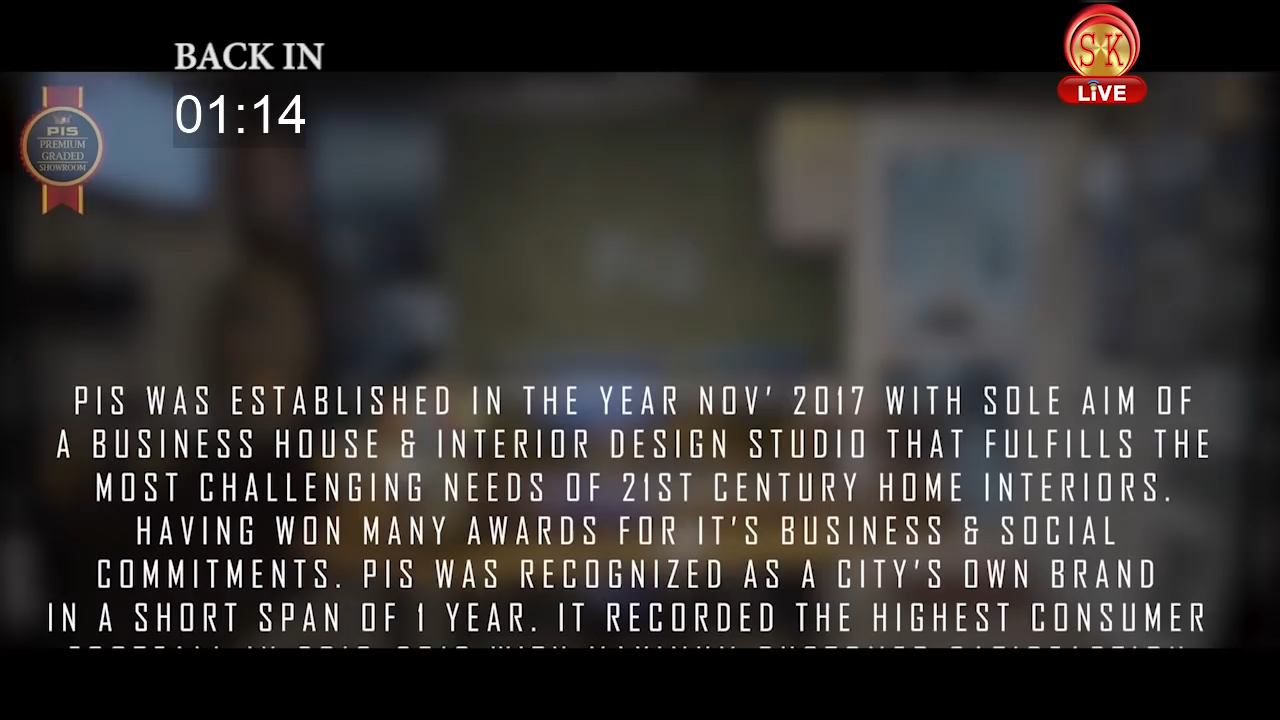 BACK IN
01:14
SK
LiVE
PIS
PREMIUM
GRADED
SHOWROOM
PIS WAS ESTABLISHED IN THE YEAR NOV' 2017 WITH SOLE AIM OF
A BUSINESS HOUSE & INTERIOR DESIGN STUDIO THAT FULFILLS THE
MOST CHALLENGING NEEDS OF 21ST CENTURY HOME INTERIORS.
HAVING WON MANY AWARDS FOR IT'S BUSINESS & SOCIAL
COMMITMENTS. PIS WAS RECOGNIZED AS A CITY'S OWN BRAND
IN A SHORT SPAN OF 1 YEAR. IT RECORDED THE HIGHEST CONSUMER